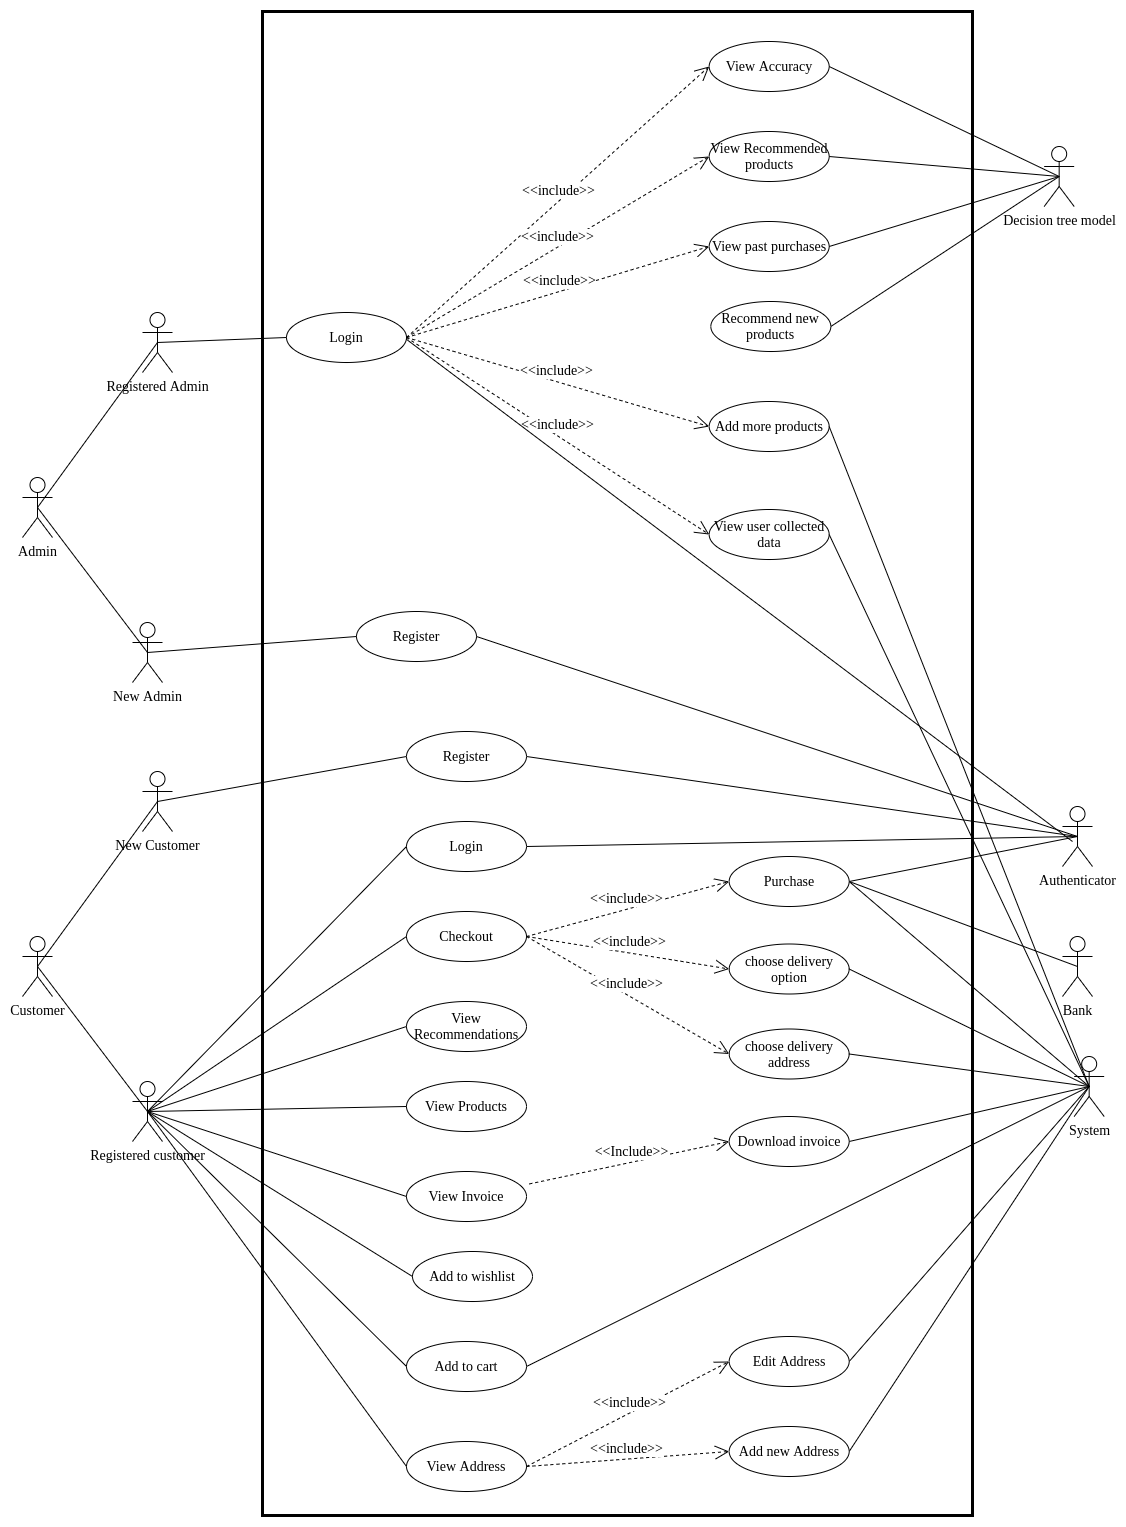 View Accuracy
View Recommended
products
<<include>>
Decision tree model
<<include>>
View past purchases
<<include>>
Recommend new
products
Login
Registered Admin
<<include>>
Add more products
<<include>>
View user collected
data
Admin
Register
New Admin
Register
New Customer
Login
Purchase
Authenticator
<<include>>
Checkout
<<include>>
choose delivery
option
<<include>>
Customer
Bank
View
Recommendations
choose delivery
address
View Products
System
Download invoice
<<Include>>
Registered customer
View Invoice
Add to wishlist
Add to cart
Edit Address
<<include>>
<<include>>
Add new Address
View Address